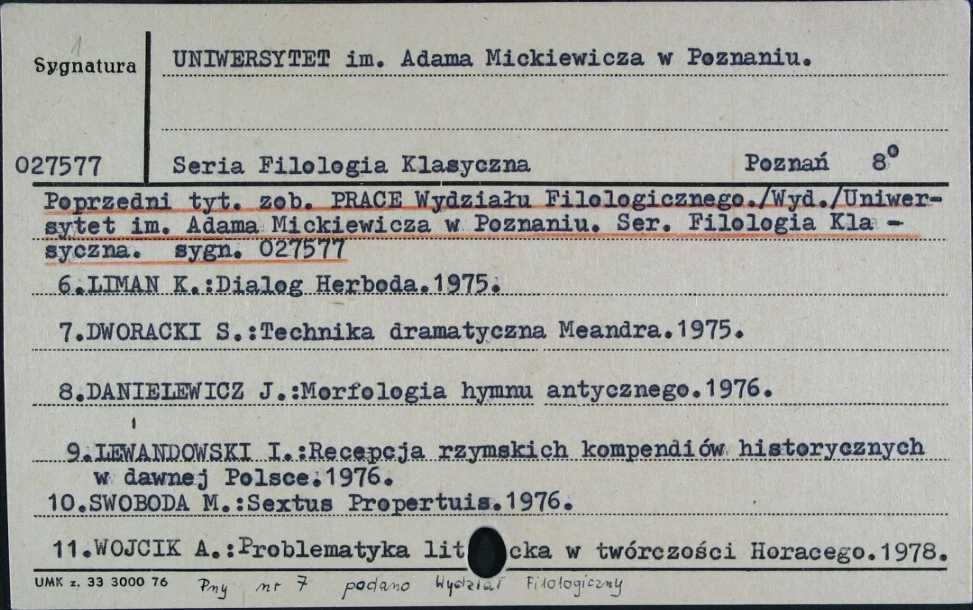 Sygnatura
1
UNIWERSYTET im. Adama Mickiewicza w Poznaniu.
027577
Seria Filologia Klasyczna Poznań 8°
Poprzedni tyt. zob. PRACE Wydziału Filologicznego./Wyd./Uniwer-
sytet im. Adama Mickiewicza w Poznaniu. Ser. Filologia Kla -
syczna. sygn. 027577
6.LIMAN K.:Dialog Herboda.1975.
7.DWORACKI S.:Technika dramatyczna Meandra.1975.
8.DANIELEWICZ J.:Morfologia hymnu antycznego.1976.
9.LEWANDOWSKI I.:Recepcja rzymskich kompendiów historycznych
w dawnej Polsce.1976.
10.SWOBODA M.:Sextus Propertuis.1976.
11.WOJCIK A.:Problematyka lit cka w twórczości Horacego.1978.
UMK z. 33 3000 76 Pny nr 7 podano Wydział Filologiczny